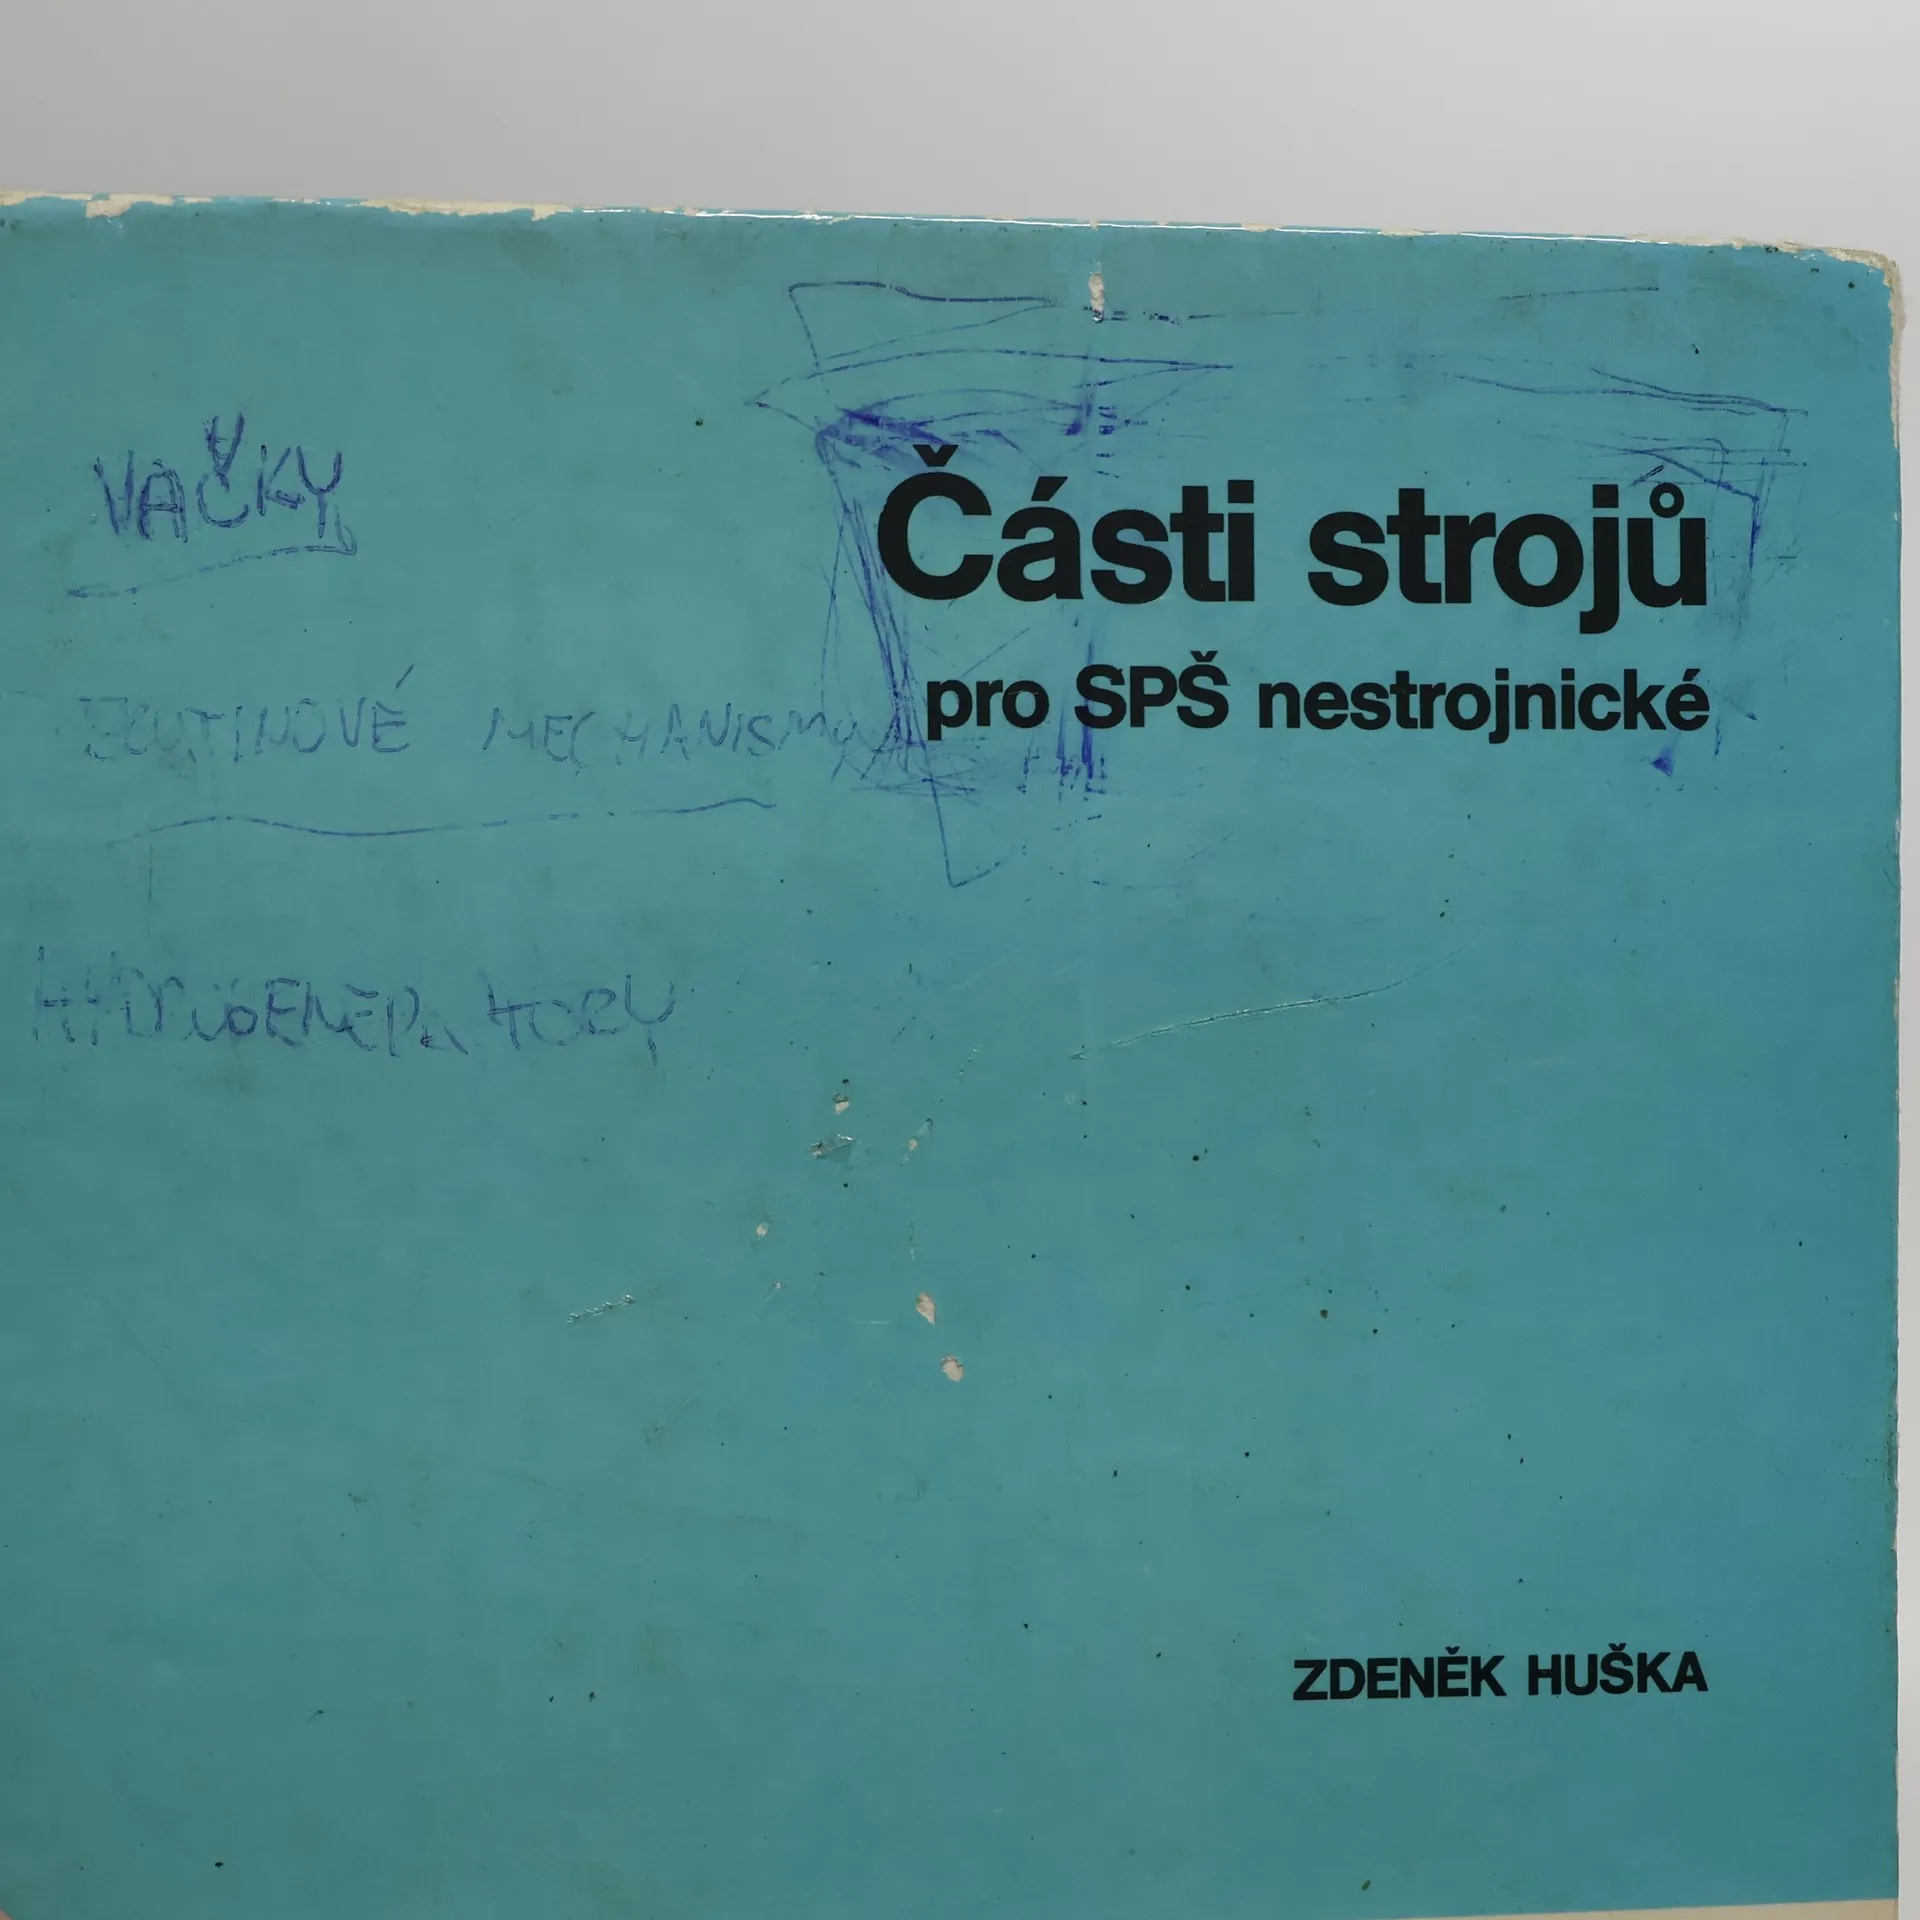 VAČKY
Části strojů
pro SPŠ nestrojnické
MECHANISMY
ZDENĚK HUŠKA